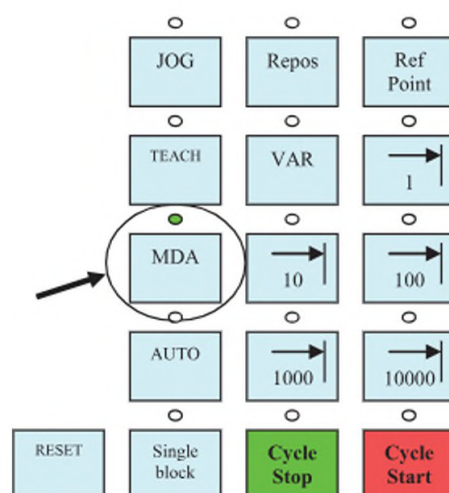 JOG
Repos
Ref
Point
TEACH
VAR
1
MDA
10
100
AUTO
1000
10000
RESET
Single
block
Cycle
Stop
Cycle
Start